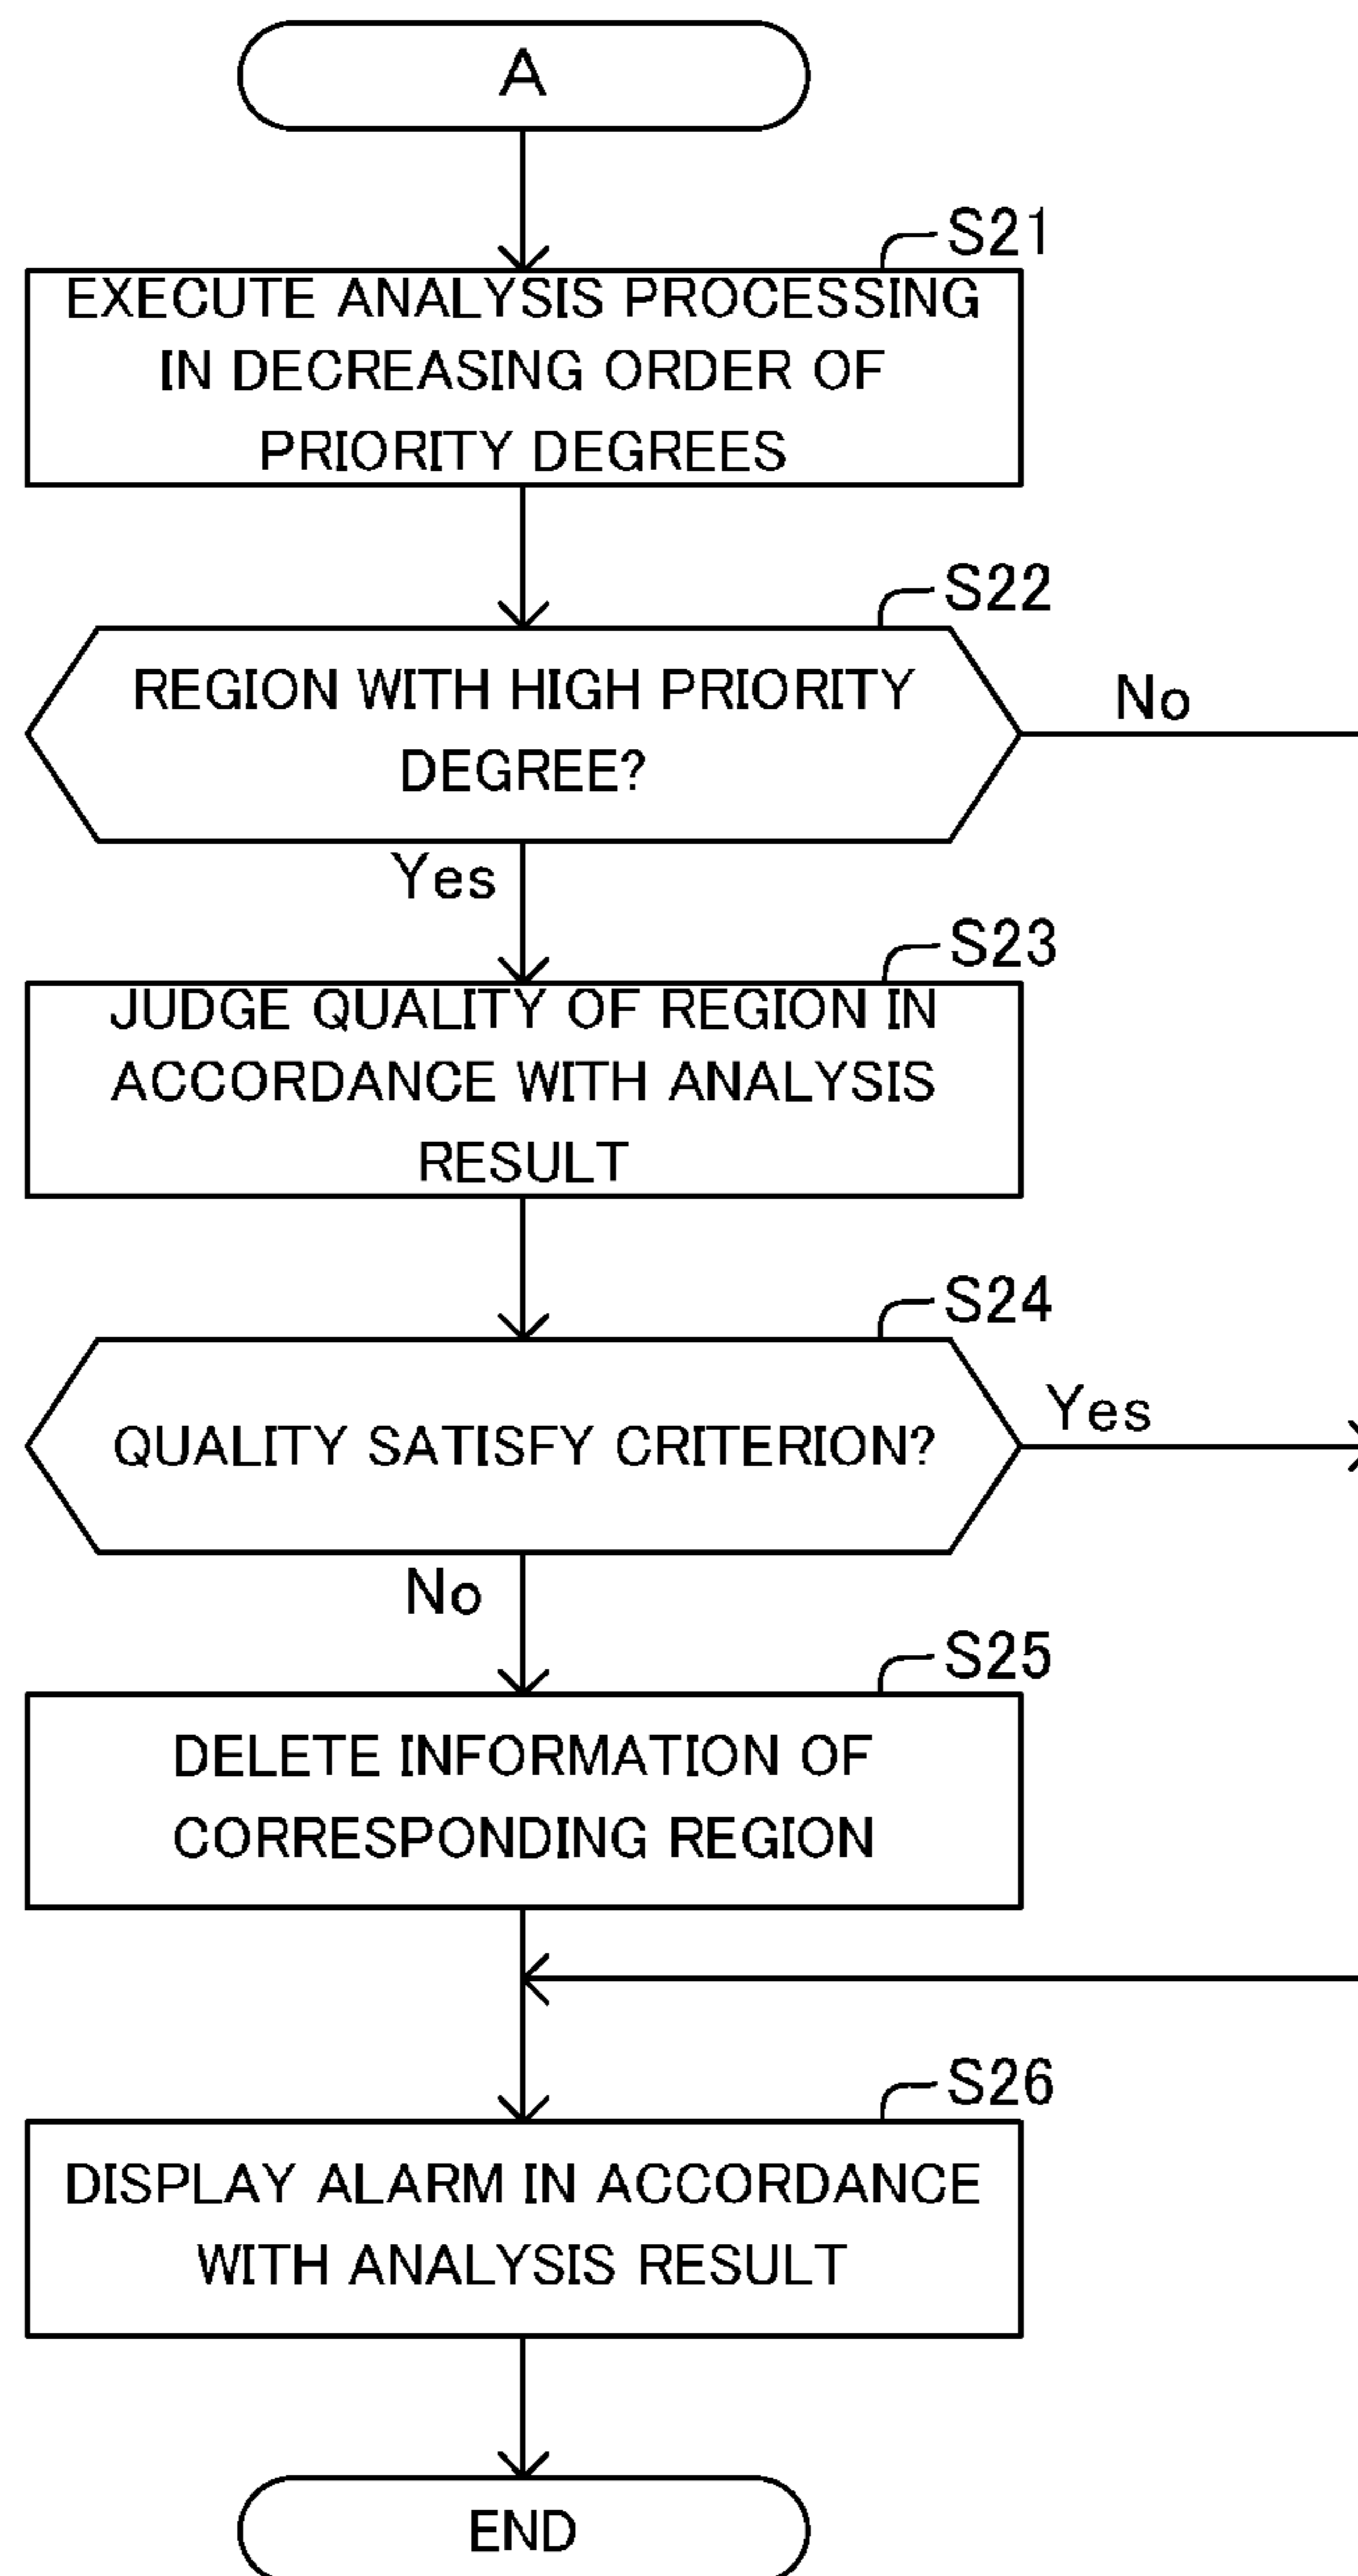 A
S21
EXECUTE ANALYSIS PROCESSING
IN DECREASING ORDER OF
PRIORITY DEGREES
S22
REGION WITH HIGH PRIORITY
DEGREE?
No
Yes
S23
JUDGE QUALITY OF REGION IN
ACCORDANCE WITH ANALYSIS
RESULT
S24
QUALITY SATISFY CRITERION?
Yes
No
S25
DELETE INFORMATION OF
CORRESPONDING REGION
S26
DISPLAY ALARM IN ACCORDANCE
WITH ANALYSIS RESULT
END